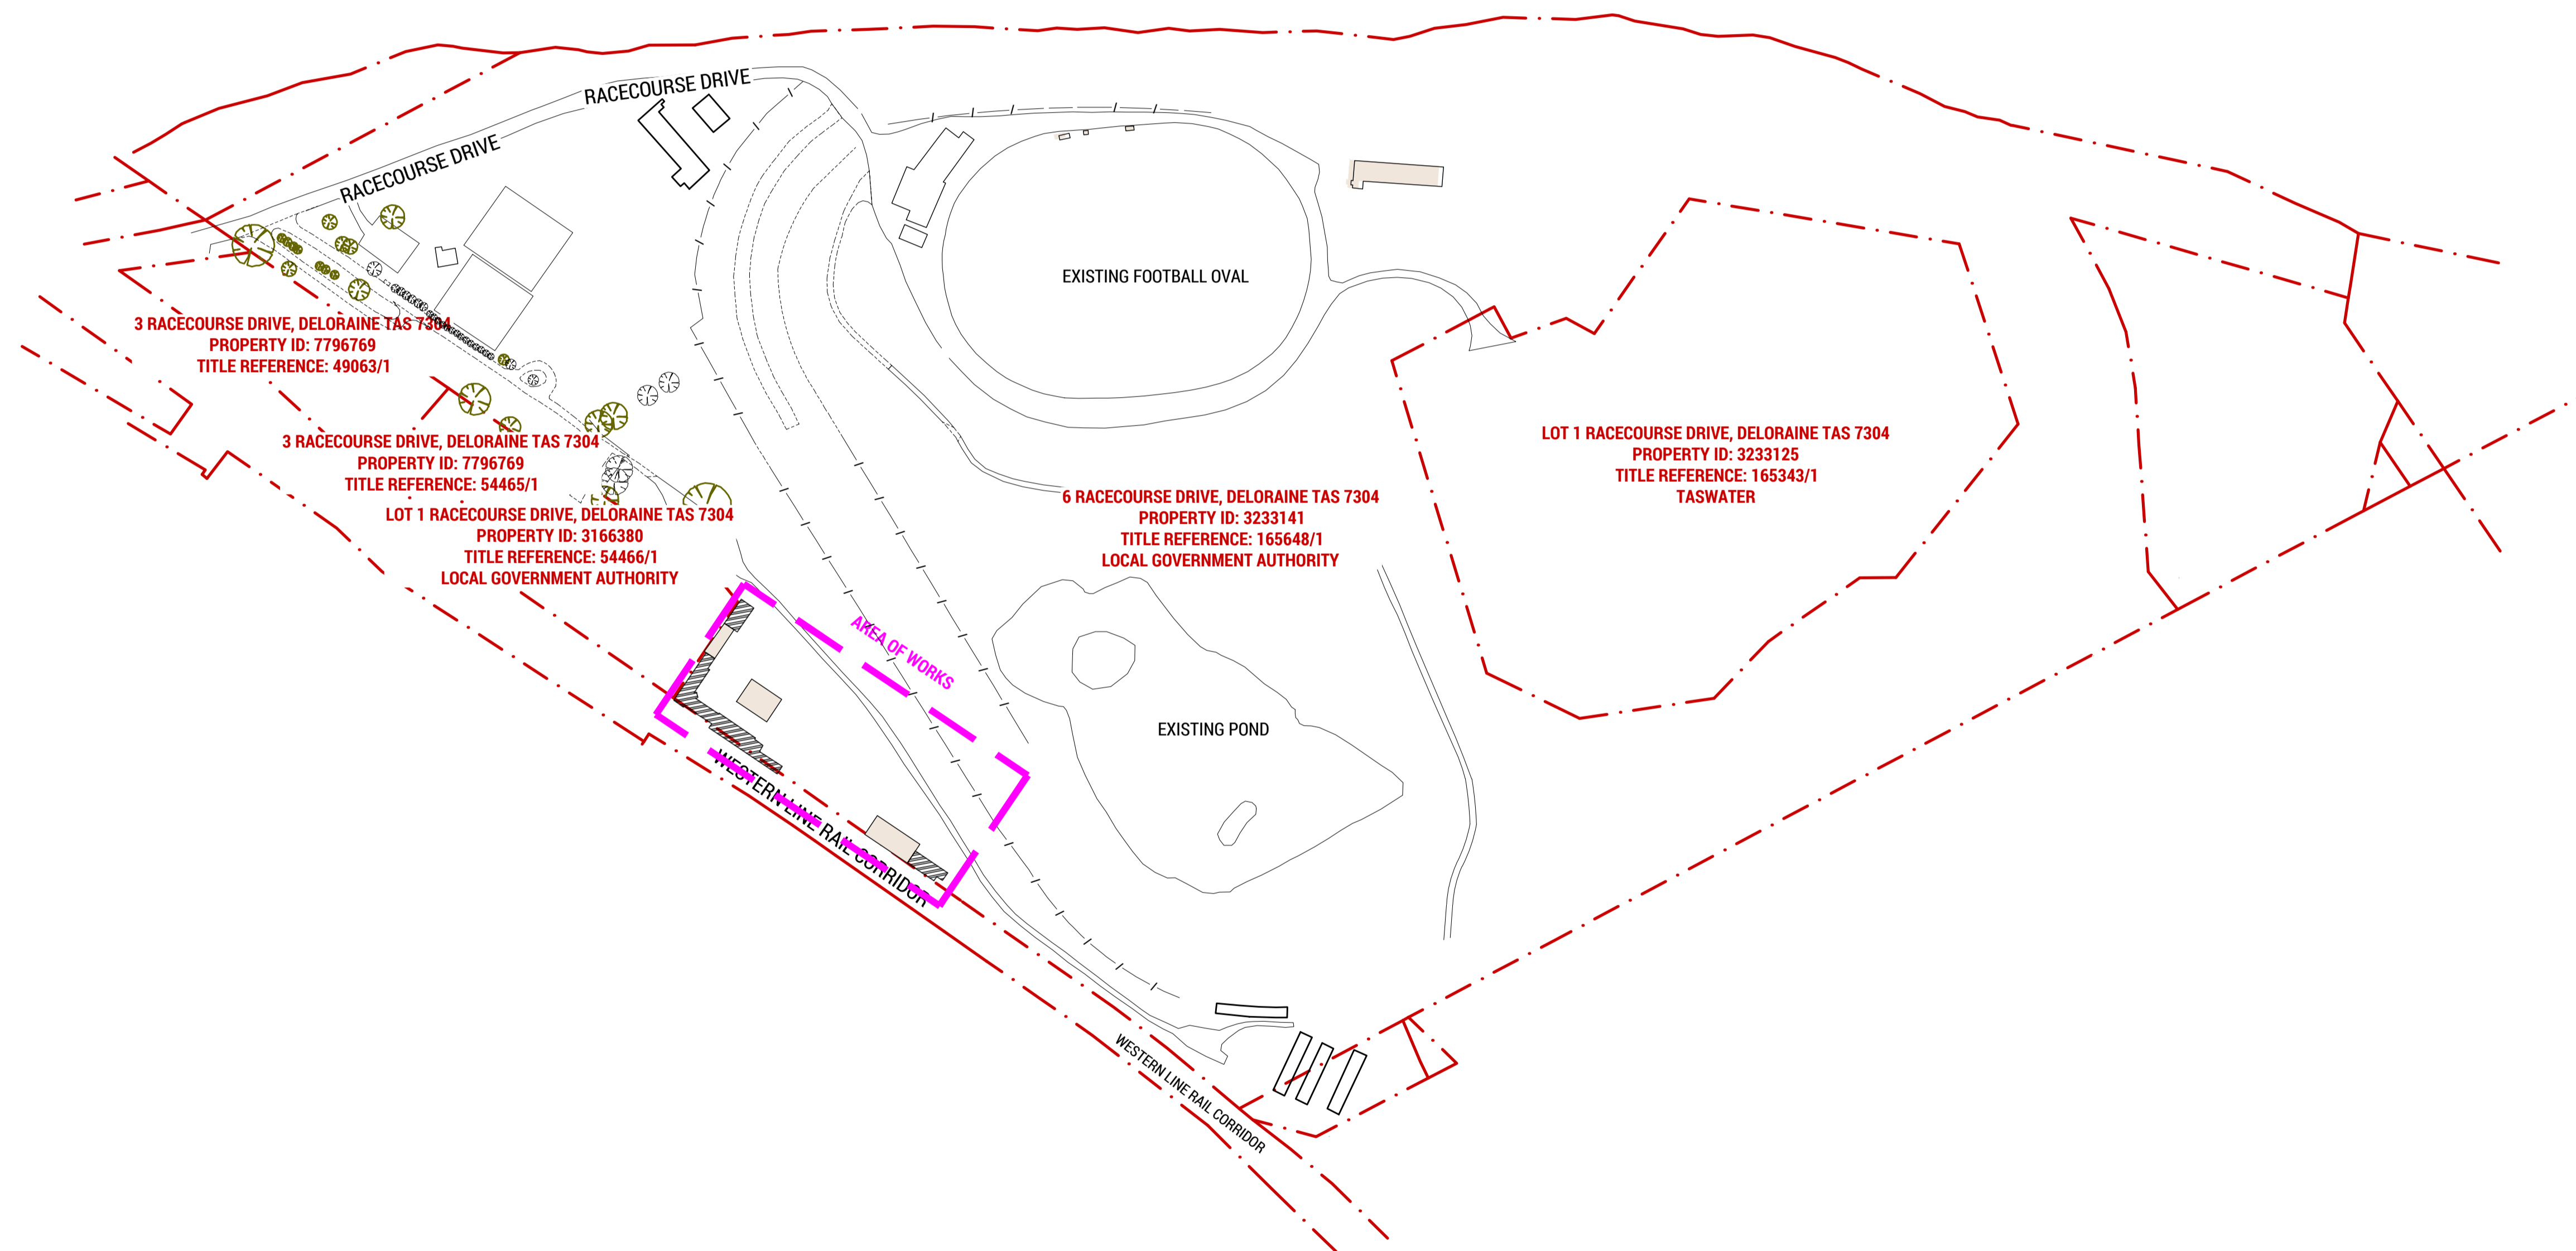 RACECOURSE DRIVE
RACECOURSE DRIVE
EXISTING FOOTBALL OVAL
3 RACECOURSE DRIVE, DELORAINE TAS 7304
PROPERTY ID: 7796769
TITLE REFERENCE: 49063/1
3 RACECOURSE DRIVE, DELORAINE TAS 7304
PROPERTY ID: 7796769
TITLE REFERENCE: 54465/1
LOT 1 RACECOURSE DRIVE, DELORAINE TAS 7304
PROPERTY ID: 3166380
TITLE REFERENCE: 54466/1
LOCAL GOVERNMENT AUTHORITY
6 RACECOURSE DRIVE, DELORAINE TAS 7304
PROPERTY ID: 3233141
TITLE REFERENCE: 165648/1
LOCAL GOVERNMENT AUTHORITY
LOT 1 RACECOURSE DRIVE, DELORAINE TAS 7304
PROPERTY ID: 3233125
TITLE REFERENCE: 165343/1
TASWATER
AREA OF WORKS
EXISTING POND
WESTERN LINE RAIL CORRIDOR
WESTERN LINE RAIL CORRIDOR